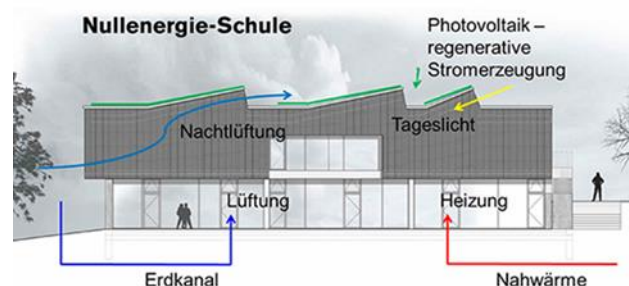 Nullenergie-Schule
Photovoltaik –
regenerative
Stromerzeugung
Nachtlüftung
Tageslicht
Lüftung
Heizung
Erdkanal
Nahwärme